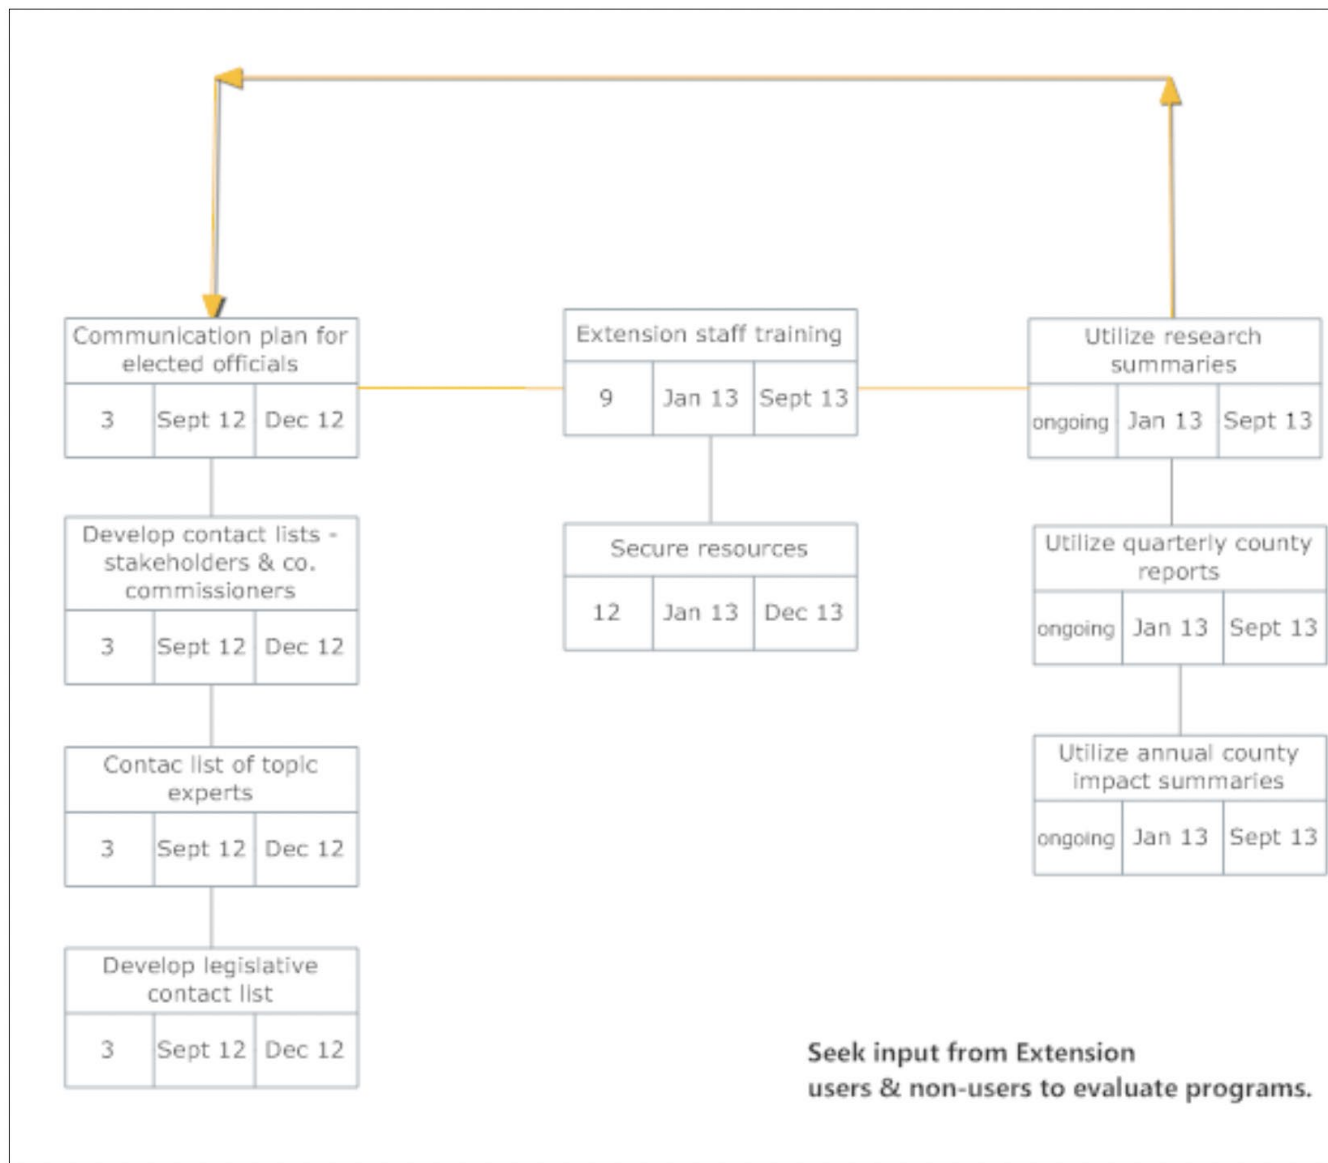 Communication plan for
elected officials
3 Sept 12 Dec 12
Develop contact lists -
stakeholders & co.
commissioners
3 Sept 12 Dec 12
Contac list of topic
experts
3 Sept 12 Dec 12
Develop legislative
contact list
3 Sept 12 Dec 12
Extension staff training
9 Jan 13 Sept 13
Secure resources
12 Jan 13 Dec 13
Utilize research
summaries
ongoing Jan 13 Sept 13
Utilize quarterly county
reports
ongoing Jan 13 Sept 13
Utilize annual county
impact summaries
ongoing Jan 13 Sept 13
Seek input from Extension
users & non-users to evaluate programs.